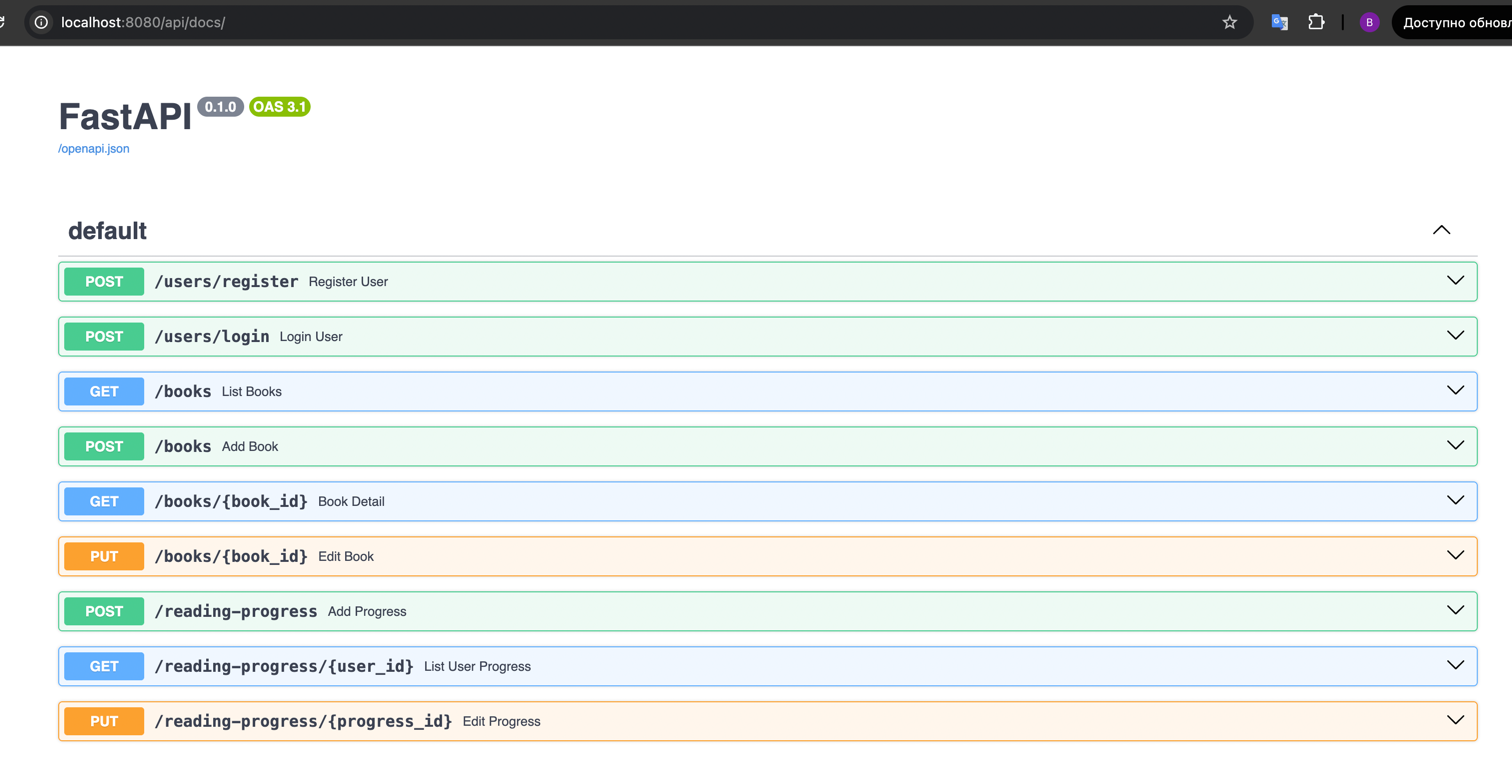 localhost:8080/api/docs/
B
Доступно обновл
FastAPI 0.1.0 OAS 3.1
/openapi.json
default
POST /users/register Register User
POST /users/login Login User
GET /books List Books
POST /books Add Book
GET /books/{book_id} Book Detail
PUT /books/{book_id} Edit Book
POST /reading-progress Add Progress
GET /reading-progress/{user_id} List User Progress
PUT /reading-progress/{progress_id} Edit Progress